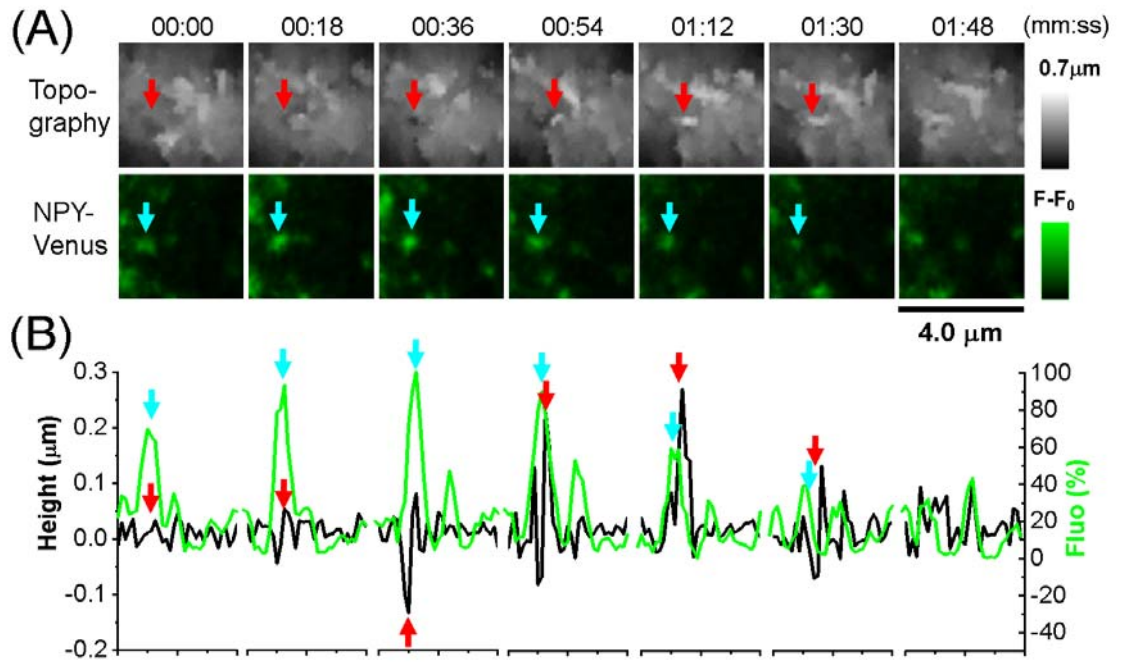 (A)
00:00 00:18 00:36 00:54 01:12 01:30 01:48 (mm:ss)
Topo-
graphy
0.7μm
NPY-
Venus
F-F₀
4.0 μm
(B)
0.3
0.2
0.1
0.0
-0.1
-0.2
Height (μm)
100
80
60
40
20
0
-20
-40
Fluo (%)